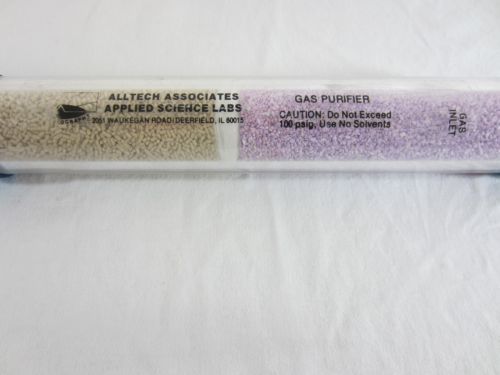 ALLTECH ASSOCIATES
APPLIED SCIENCE LABS
2051 WAUKEGAN ROAD/DEERFIELD, IL 60015
GAS PURIFIER
CAUTION: Do Not Exceed
100 psig, Use No Solvents
GAS
INLET